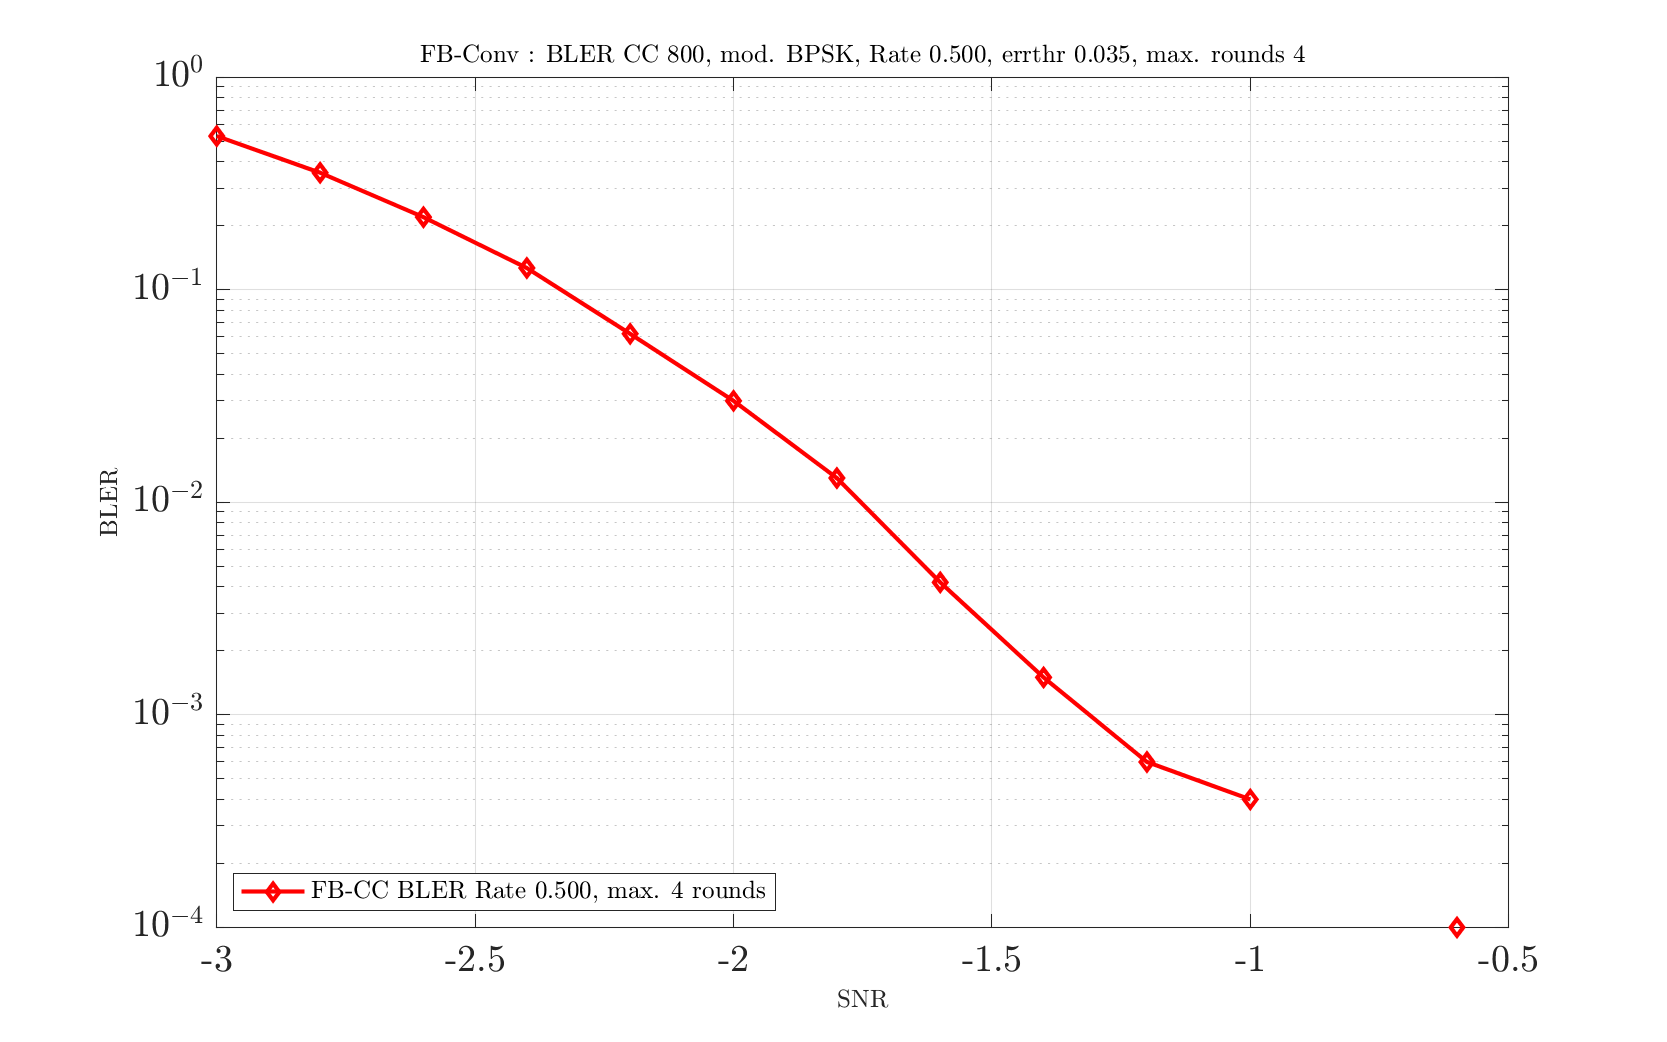 FB-Conv : BLER CC 800, mod. BPSK, Rate 0.500, errthr 0.035, max. rounds 4
10^0
10^{-1}
10^{-2}
10^{-3}
10^{-4}
BLER
FB-CC BLER Rate 0.500, max. 4 rounds
-3 -2.5 -2 -1.5 -1 -0.5
SNR